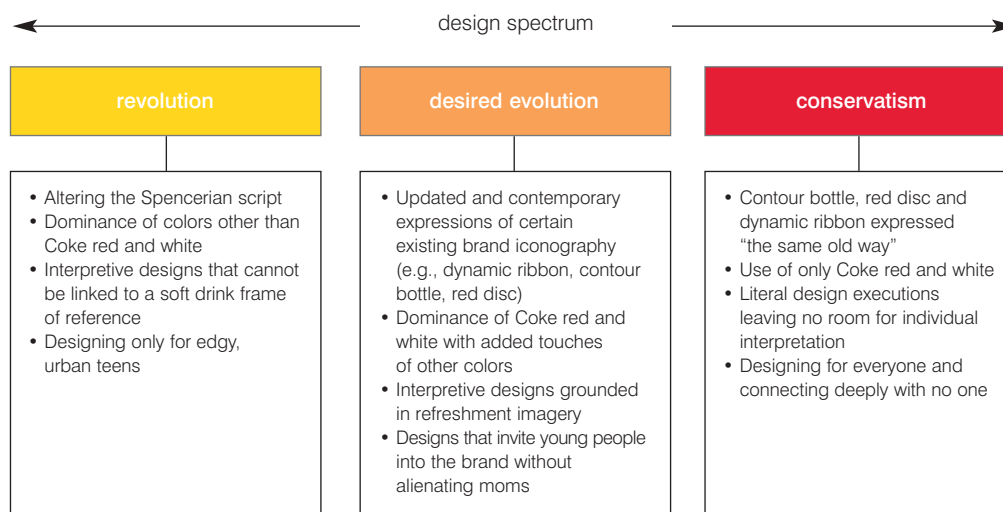 design spectrum
revolution
desired evolution
conservatism
• Altering the Spencerian script
• Dominance of colors other than
Coke red and white
• Interpretive designs that cannot
be linked to a soft drink frame
of reference
• Designing only for edgy,
urban teens
• Updated and contemporary
expressions of certain
existing brand iconography
(e.g., dynamic ribbon, contour
bottle, red disc)
• Dominance of Coke red and
white with added touches
of other colors
• Interpretive designs grounded
in refreshment imagery
• Designs that invite young people
into the brand without
alienating moms
• Contour bottle, red disc and
dynamic ribbon expressed
“the same old way”
• Use of only Coke red and white
• Literal design executions
leaving no room for individual
interpretation
• Designing for everyone and
connecting deeply with no one